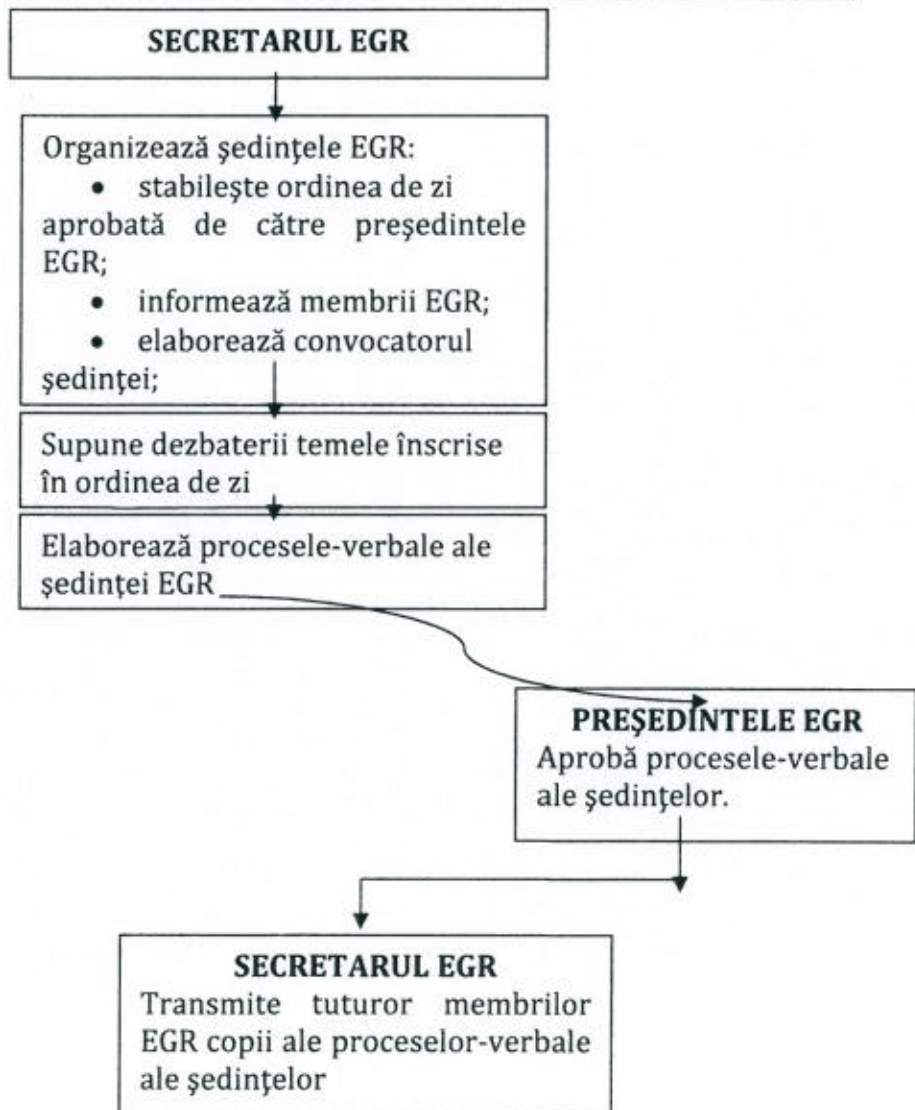 SECRETARUL EGR
Organizează şedinţele EGR:
• stabileşte ordinea de zi
aprobată de către preşedintele
EGR;
• informează membrii EGR;
• elaborează convocatorul
şedinţei;
Supune dezbaterii temele înscrise
în ordinea de zi
Elaborează procesele-verbale ale
şedinţei EGR
PREŞEDINTELE EGR
Aprobă procesele-verbale
ale şedinţelor.
SECRETARUL EGR
Transmite tuturor membrilor
EGR copii ale proceselor-verbale
ale şedinţelor